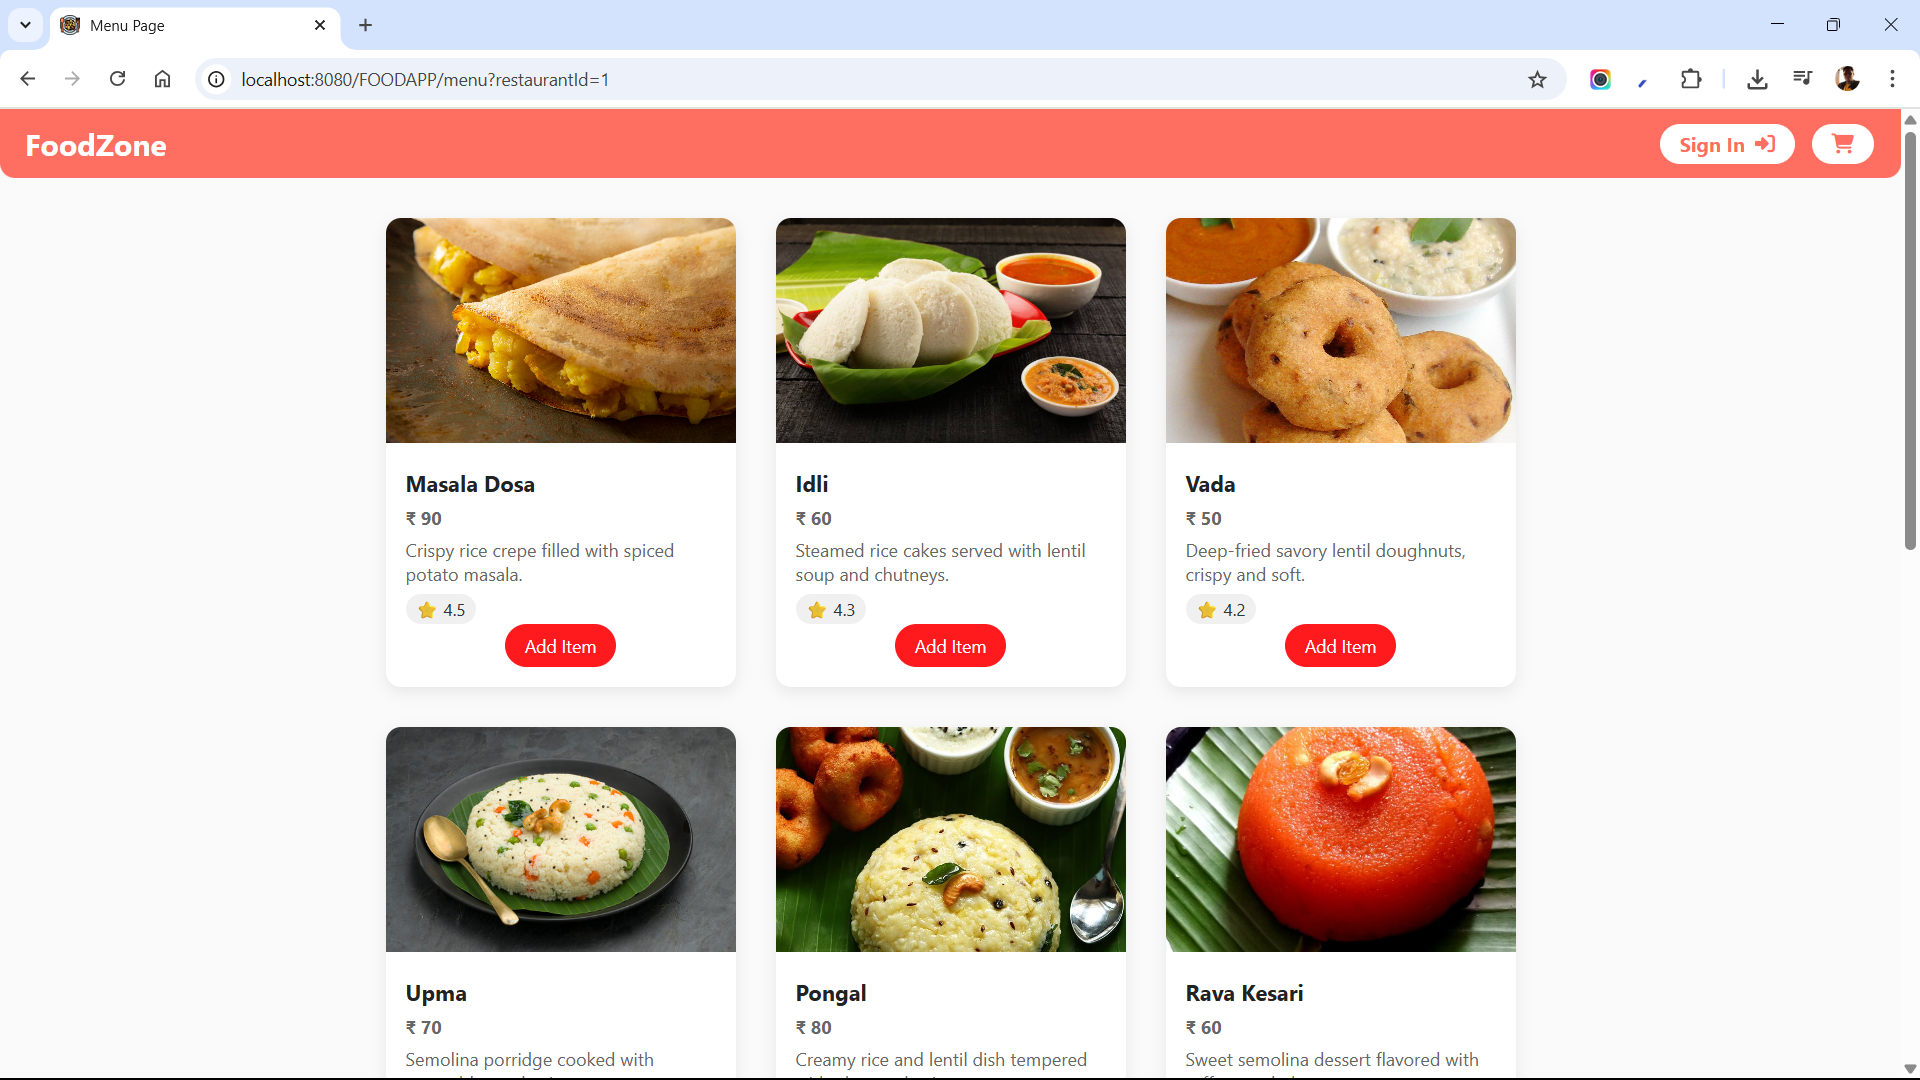 Menu Page
localhost:8080/FOODAPP/menu?restaurantId=1
FoodZone
Sign In
Masala Dosa
₹ 90
Crispy rice crepe filled with spiced
potato masala.
4.5
Add Item
Idli
₹ 60
Steamed rice cakes served with lentil
soup and chutneys.
4.3
Add Item
Vada
₹ 50
Deep-fried savory lentil doughnuts,
crispy and soft.
4.2
Add Item
Upma
₹ 70
Semolina porridge cooked with
Pongal
₹ 80
Creamy rice and lentil dish tempered
Rava Kesari
₹ 60
Sweet semolina dessert flavored with